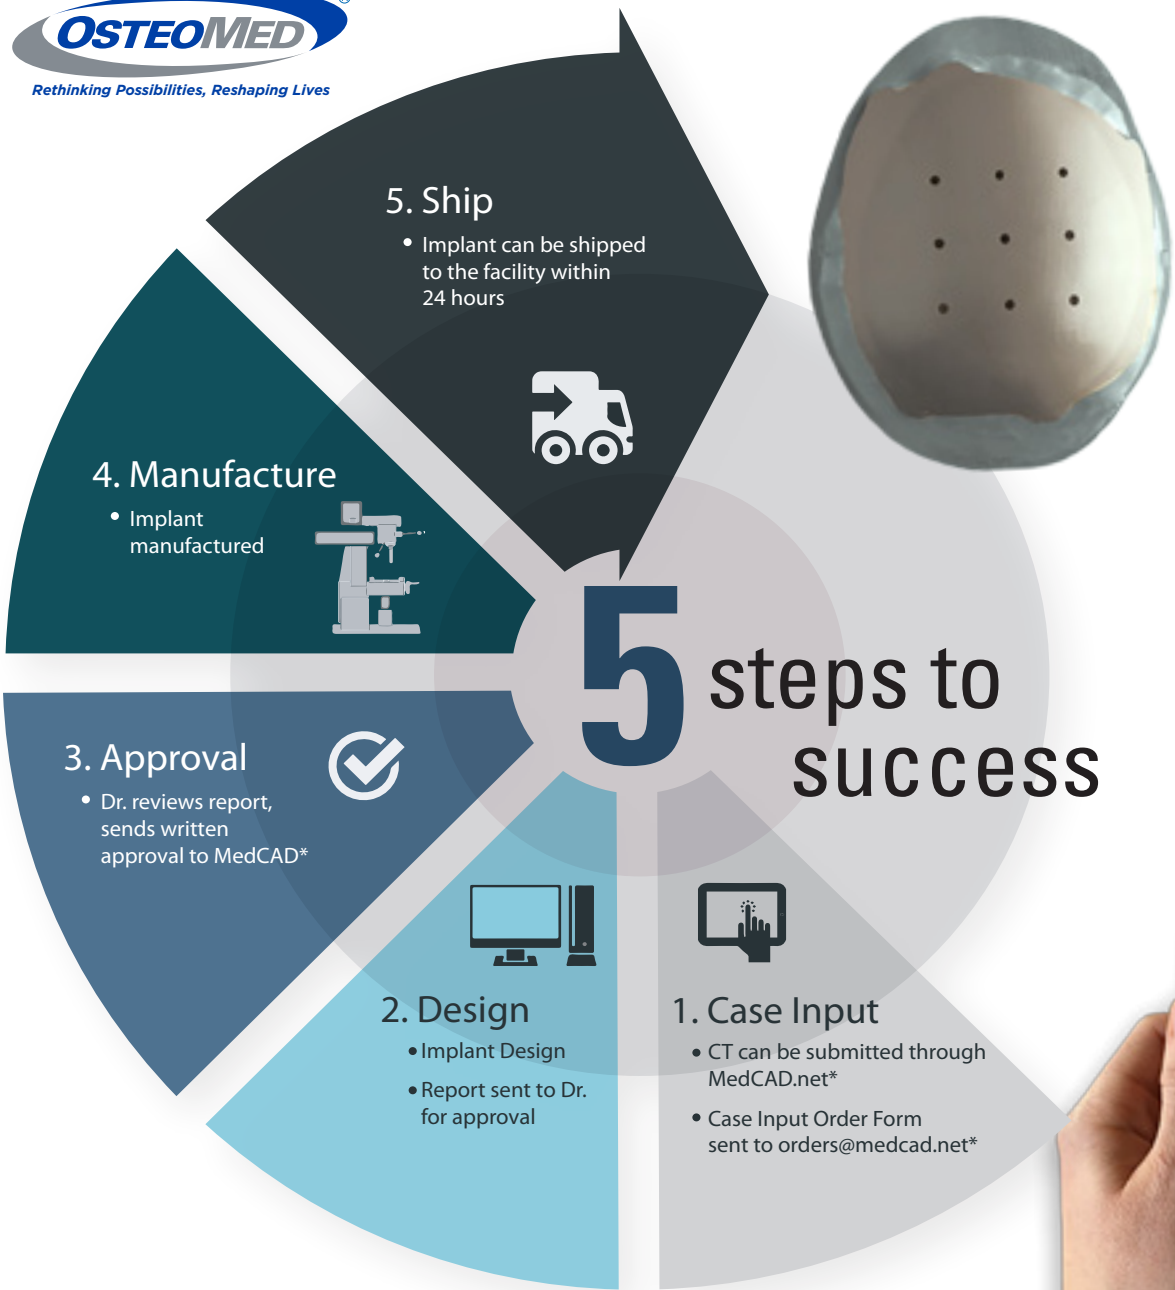 OSTEOMED®
Rethinking Possibilities, Reshaping Lives
5. Ship
• Implant can be shipped
to the facility within
24 hours
4. Manufacture
• Implant
manufactured
5 steps to
success
3. Approval
• Dr. reviews report,
sends written
approval to MedCAD*
2. Design
• Implant Design
• Report sent to Dr.
for approval
1. Case Input
• CT can be submitted through
MedCAD.net*
• Case Input Order Form
sent to orders@medcad.net*